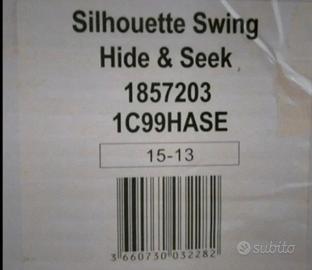 Silhouette Swing
Hide & Seek
1857203
1C99HASE
15-13
3 660730 032282
subito